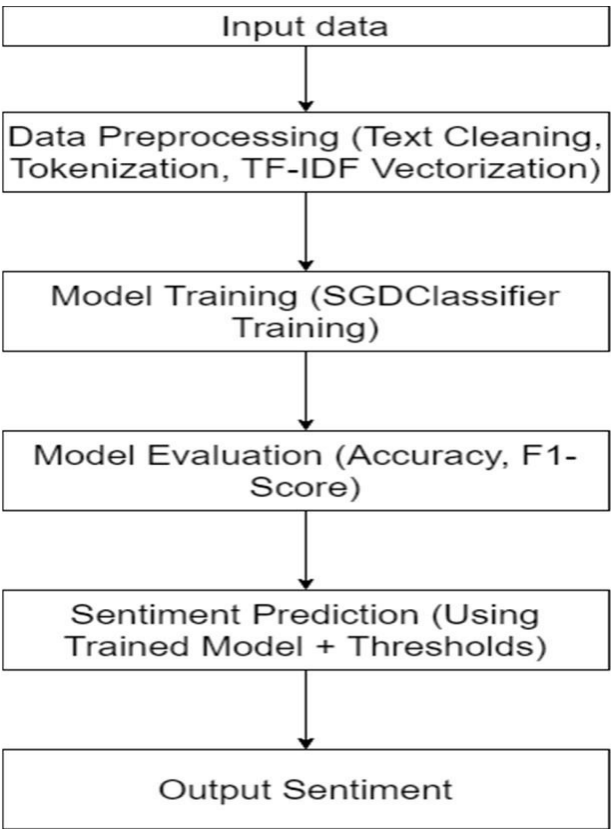 Input data
Data Preprocessing (Text Cleaning,
Tokenization, TF-IDF Vectorization)
Model Training (SGDClassifier
Training)
Model Evaluation (Accuracy, F1-
Score)
Sentiment Prediction (Using
Trained Model + Thresholds)
Output Sentiment